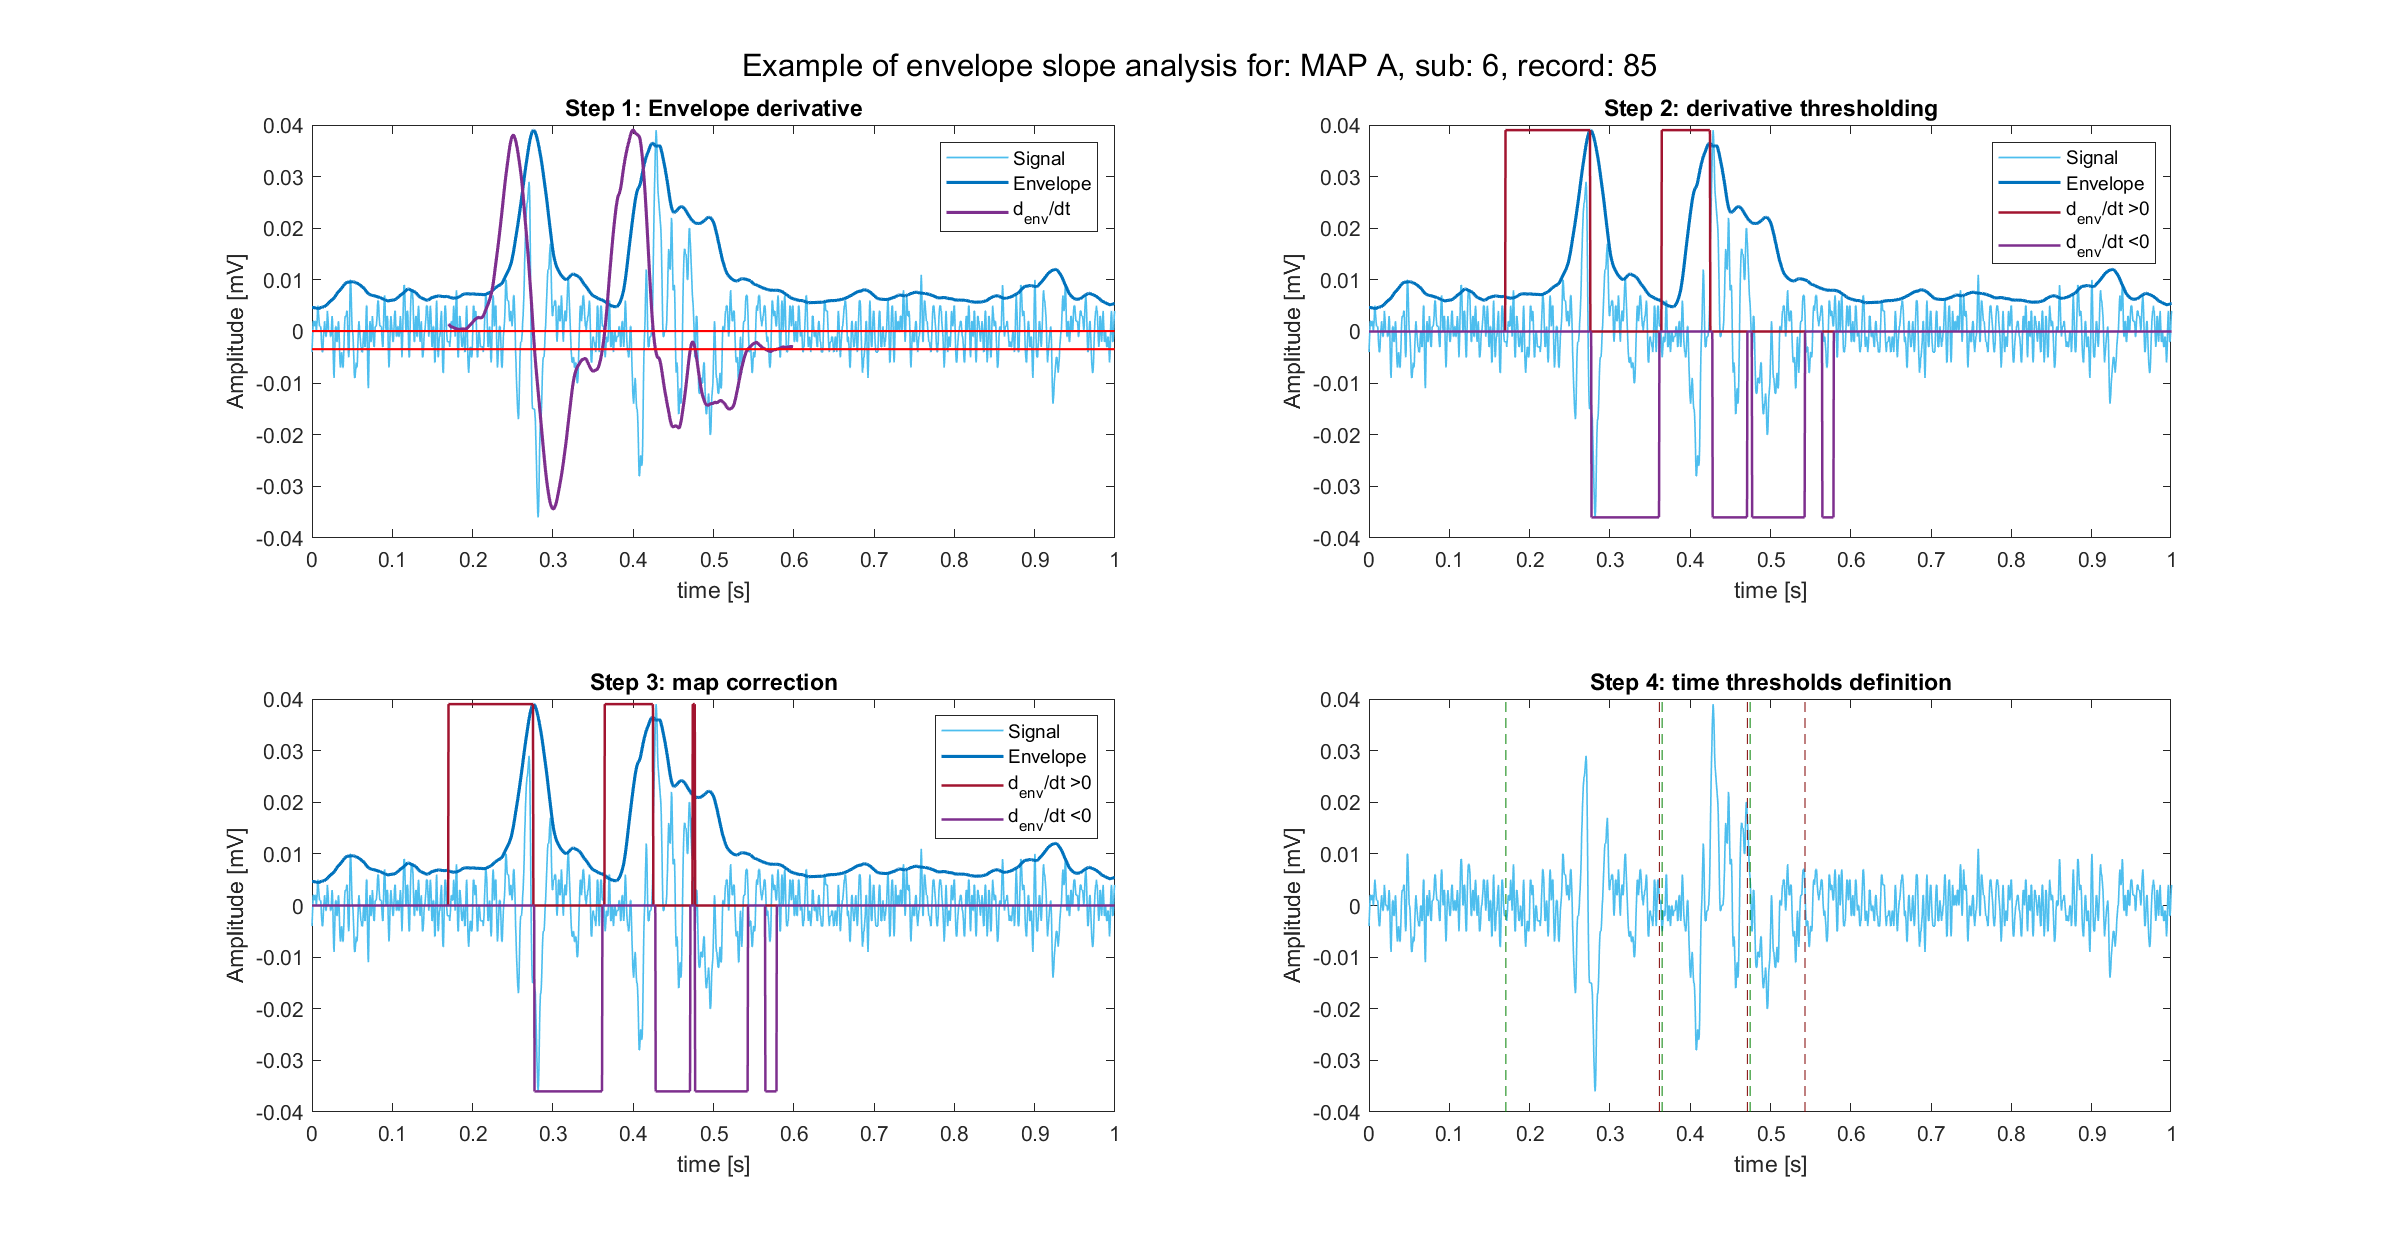 Example of envelope slope analysis for: MAP A, sub: 6, record: 85
Step 1: Envelope derivative
0.04
0.03
0.02
0.01
0
-0.01
-0.02
-0.03
-0.04
Amplitude [mV]
0 0.1 0.2 0.3 0.4 0.5 0.6 0.7 0.8 0.9 1
time [s]
Signal
Envelope
d_env/dt
Step 2: derivative thresholding
0.04
0.03
0.02
0.01
0
-0.01
-0.02
-0.03
-0.04
Amplitude [mV]
0 0.1 0.2 0.3 0.4 0.5 0.6 0.7 0.8 0.9 1
time [s]
Signal
Envelope
d_env/dt >0
d_env/dt <0
Step 3: map correction
0.04
0.03
0.02
0.01
0
-0.01
-0.02
-0.03
-0.04
Amplitude [mV]
0 0.1 0.2 0.3 0.4 0.5 0.6 0.7 0.8 0.9 1
time [s]
Signal
Envelope
d_env/dt >0
d_env/dt <0
Step 4: time thresholds definition
0.04
0.03
0.02
0.01
0
-0.01
-0.02
-0.03
-0.04
Amplitude [mV]
0 0.1 0.2 0.3 0.4 0.5 0.6 0.7 0.8 0.9 1
time [s]